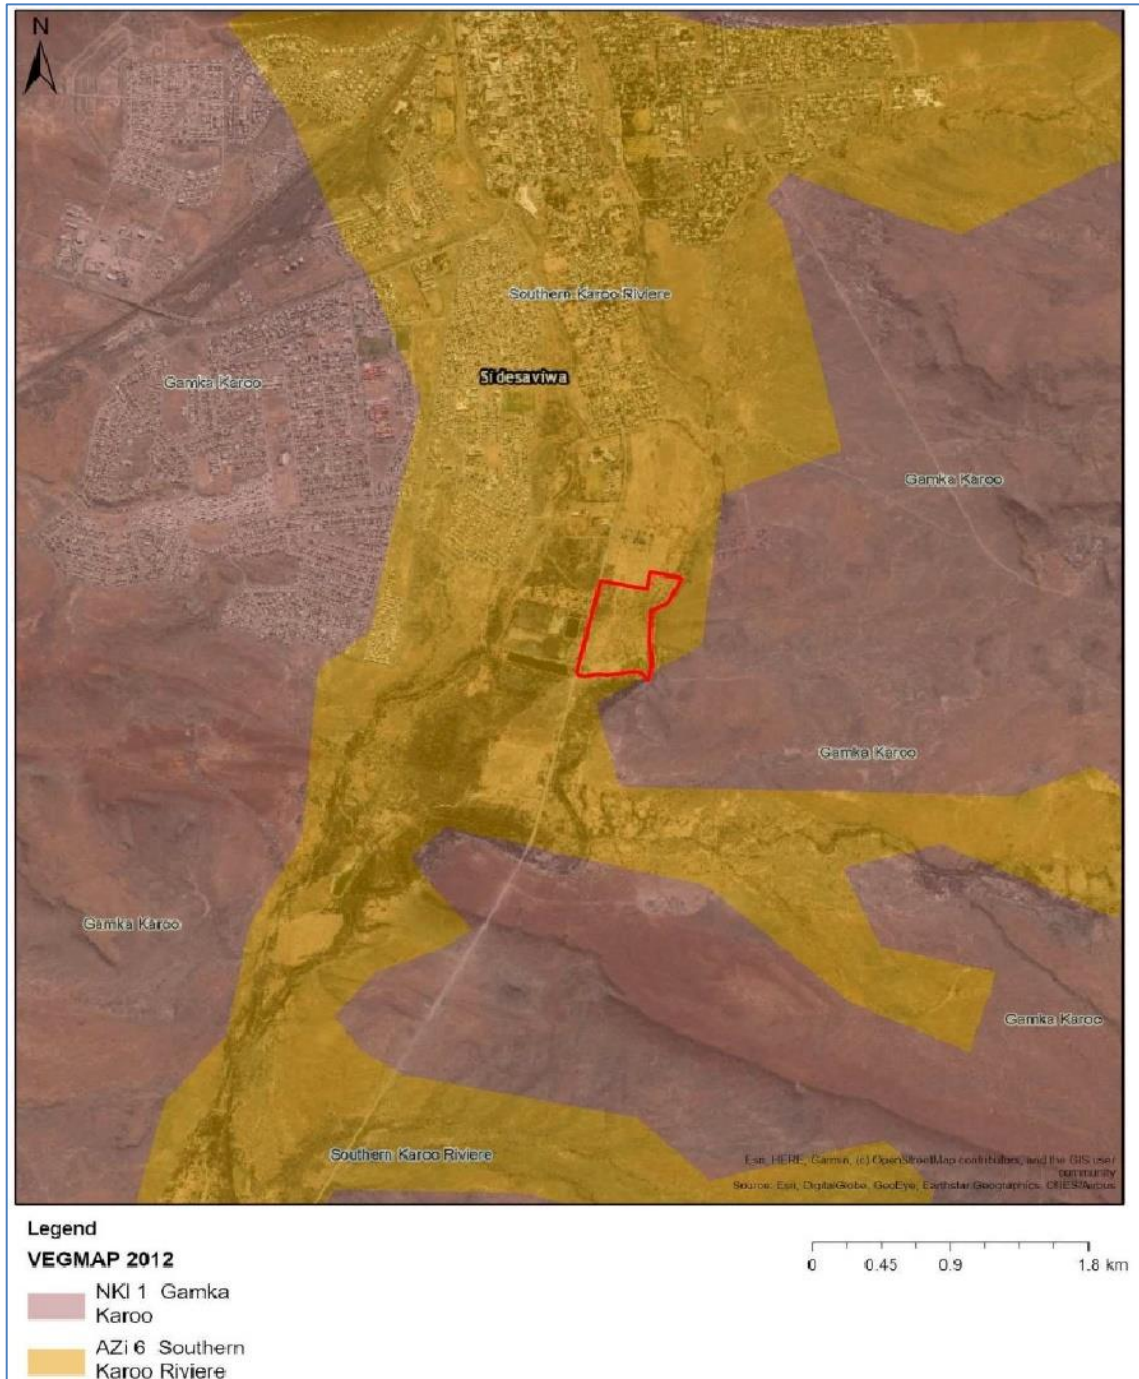 N
Southern Karoo Riviere
Sidesaviwa
Gamka Karoo
Gamka Karoo
Gamka Karoo
Gamka Karoo
Gamka Karoo
Southern Karoo Riviere
Esri, HERE, Garmin, (c) OpenStreetMap contributors, and the GIS user
community
Source: Esri, DigitalGlobe, GeoEye, Earthstar Geographics, CNES/Airbus
Legend
VEGMAP 2012
NKl 1 Gamka
Karoo
AZi 6 Southern
Karoo Riviere
0 0.45 0.9 1.8 km